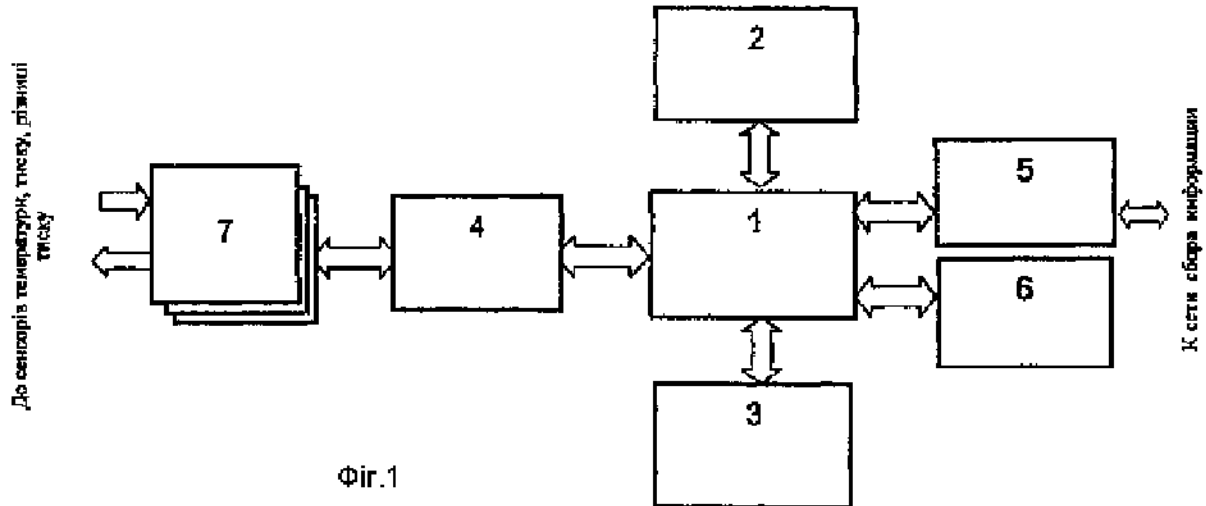 До сенсорів температури, тиску, різниці
тиску
2
5
7
4
1
6
3
К сети сбора информации
Фіг.1